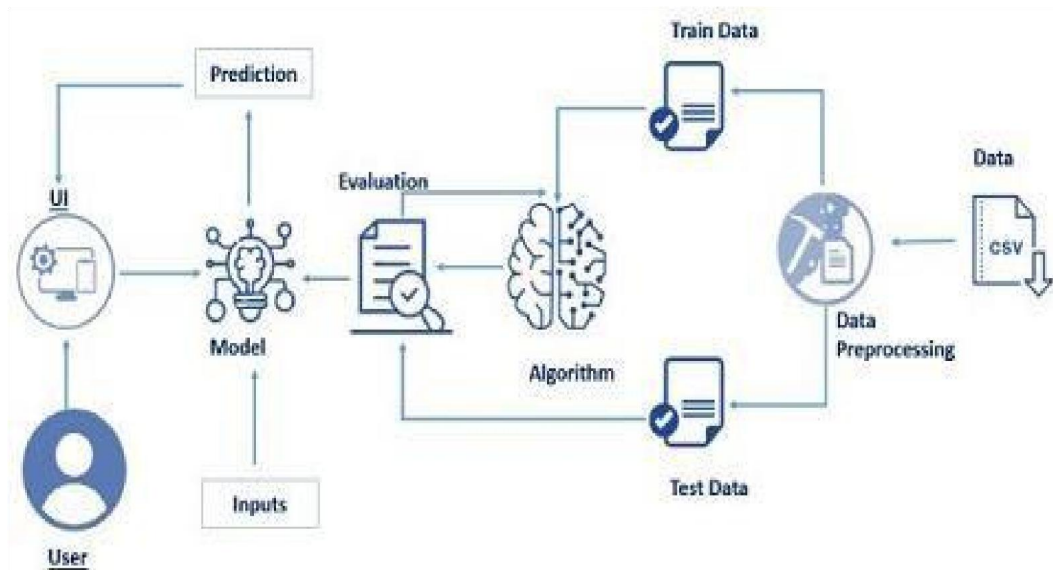 Train Data
Prediction
Data
Evaluation
UI
CSV
Model
Data
Preprocessing
Algorithm
Inputs
Test Data
User